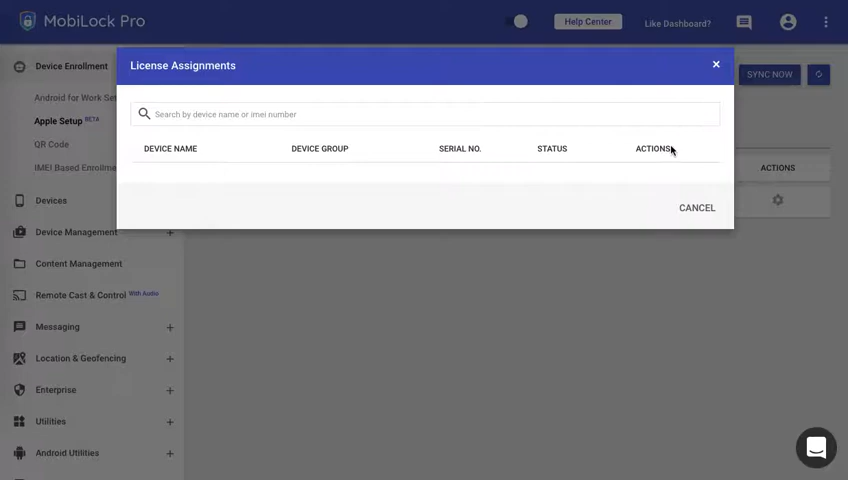 MobiLock Pro
Help Center
Like Dashboard?
Device Enrollment
Android for Work Se
Apple Setup BETA
QR Code
IMEI Based Enrollme
Devices
Device Management +
Content Management
Remote Cast & Control With Audio
Messaging +
Location & Geofencing +
Enterprise +
Utilities +
Android Utilities +
License Assignments ×
Search by device name or imei number
DEVICE NAME DEVICE GROUP SERIAL NO. STATUS ACTIONS
CANCEL
SYNC NOW
ACTIONS